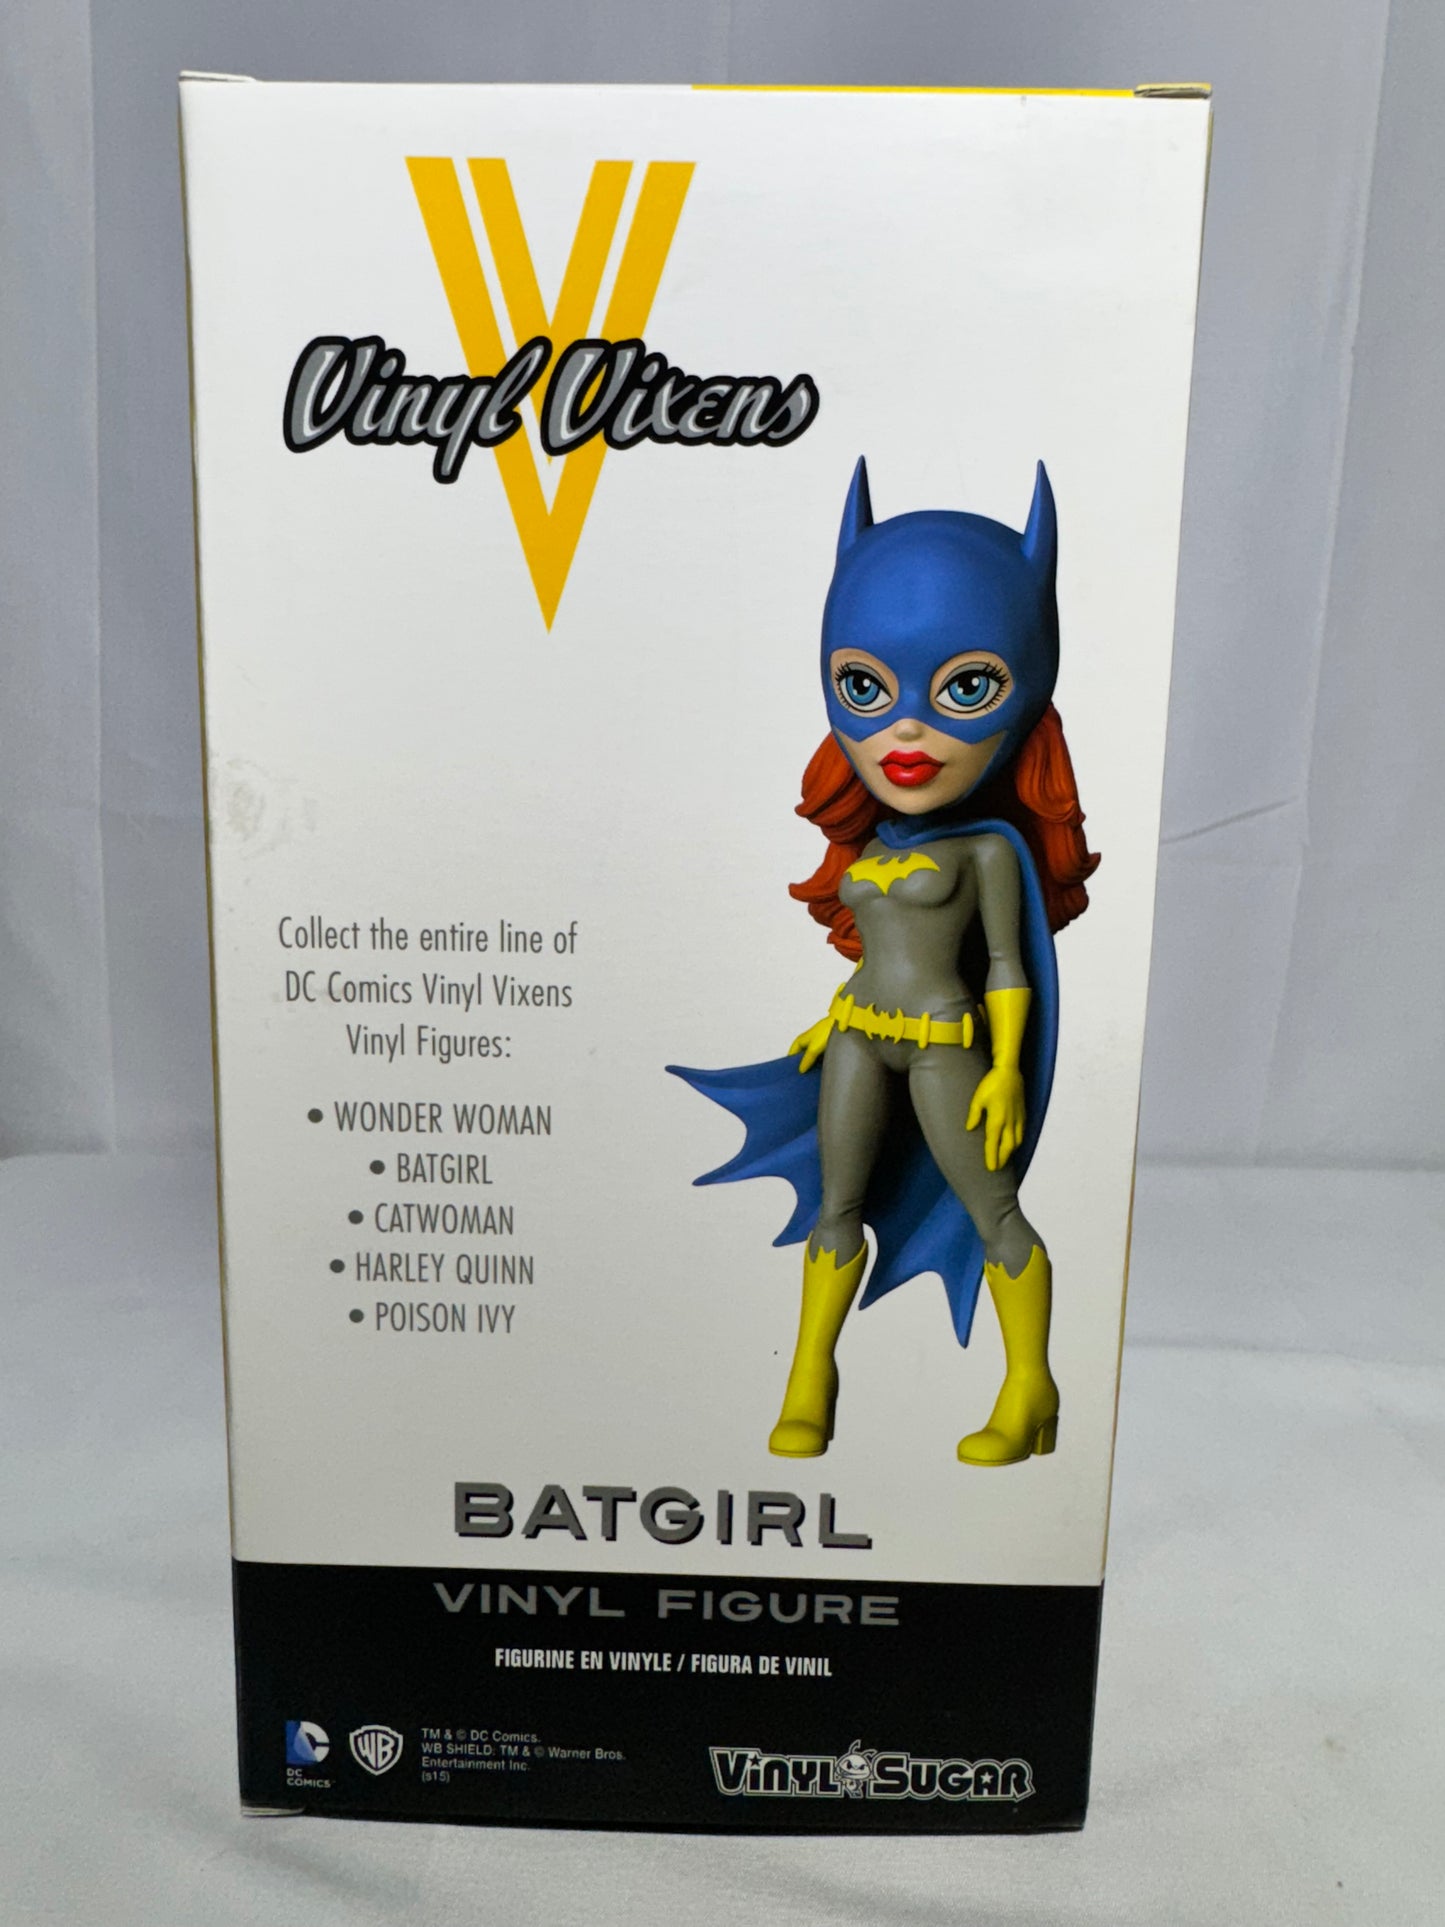 Vinyl Vixens
Collect the entire line of
DC Comics Vinyl Vixens
Vinyl Figures:
• WONDER WOMAN
• BATGIRL
• CATWOMAN
• HARLEY QUINN
• POISON IVY
BATGIRL
VINYL FIGURE
FIGURINE EN VINYLE / FIGURA DE VINIL
DC
COMICS™
WB
TM & © DC Comics.
WB SHIELD: TM & © Warner Bros.
Entertainment Inc.
(s15)
VINYL SUGAR